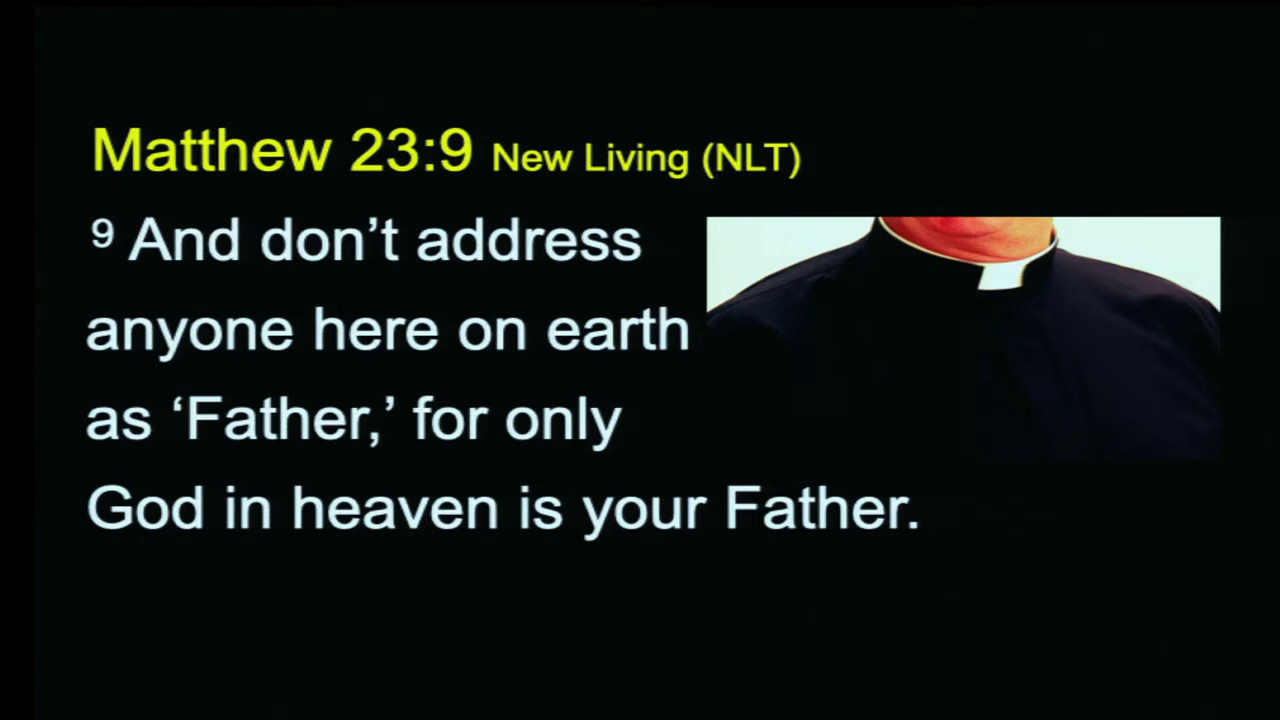 Matthew 23:9 New Living (NLT)
⁹ And don’t address
anyone here on earth
as ‘Father,’ for only
God in heaven is your Father.